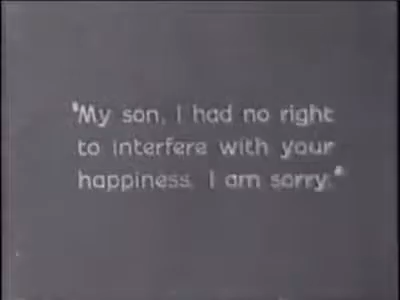 "My son, I had no right
to interfere with your
happiness. I am sorry."